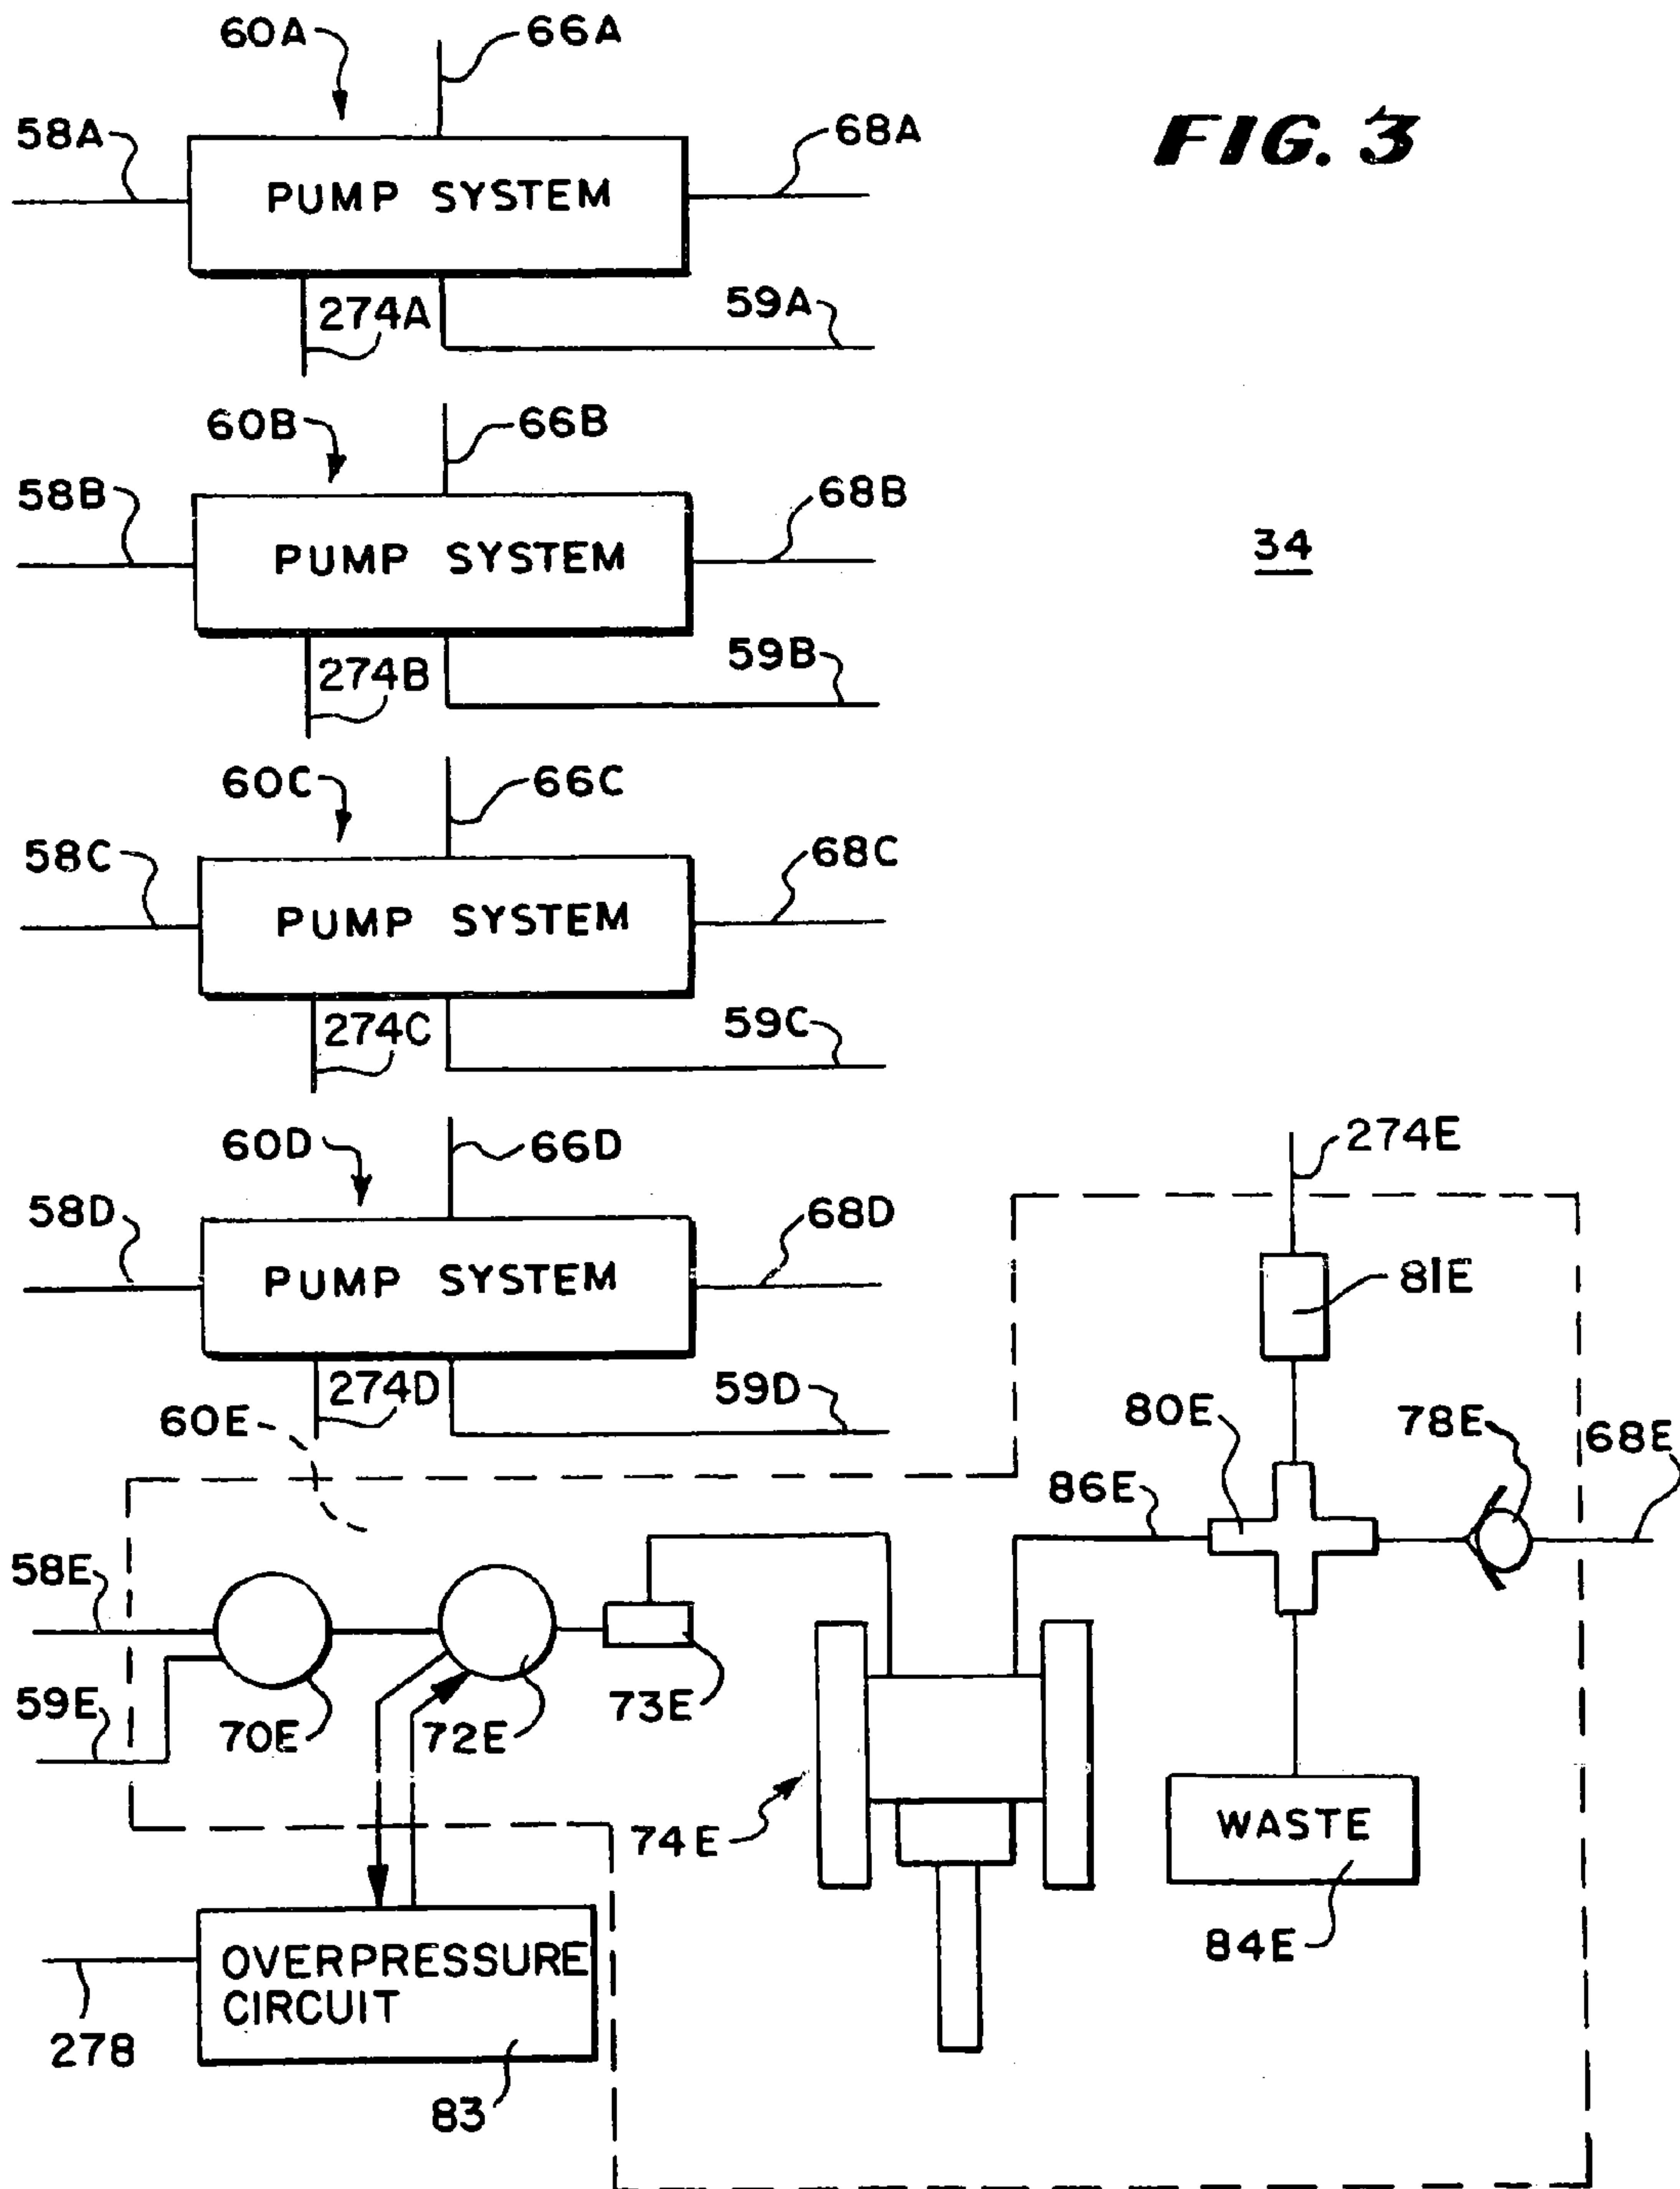 60A
66A
FIG. 3
58A
68A
PUMP SYSTEM
274A
59A
60B
66B
58B
68B
34
PUMP SYSTEM
274B
59B
60C
66C
58C
68C
PUMP SYSTEM
274C
59C
60D
66D
274E
58D
68D
PUMP SYSTEM
81E
274D
59D
60E
80E
78E
68E
86E
58E
59E
70E
72E
73E
74E
WASTE
84E
OVERPRESSURE
CIRCUIT
278
83